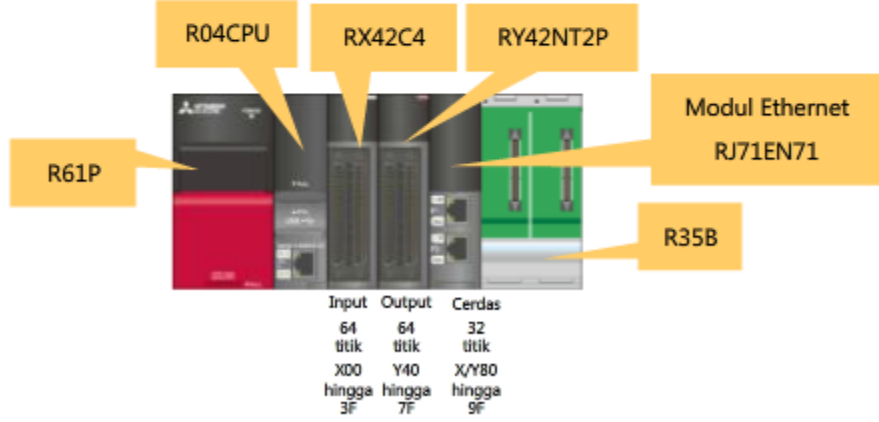 R04CPU
RX42C4
RY42NT2P
Modul Ethernet
RJ71EN71
R61P
R35B
Input
64
titik
X00
hingga
3F
Output
64
titik
Y40
hingga
7F
Cerdas
32
titik
X/Y80
hingga
9F